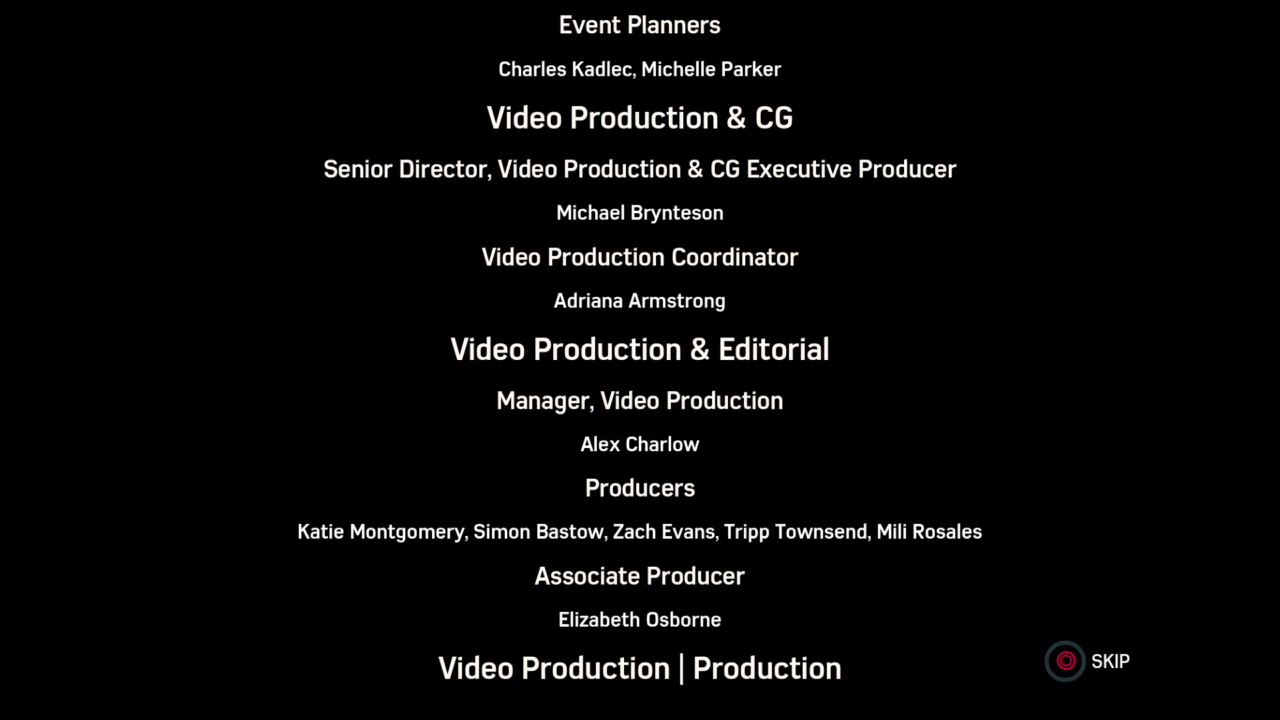 Event Planners
Charles Kadlec, Michelle Parker
Video Production & CG
Senior Director, Video Production & CG Executive Producer
Michael Brynteson
Video Production Coordinator
Adriana Armstrong
Video Production & Editorial
Manager, Video Production
Alex Charlow
Producers
Katie Montgomery, Simon Bastow, Zach Evans, Tripp Townsend, Mili Rosales
Associate Producer
Elizabeth Osborne
SKIP
Video Production | Production